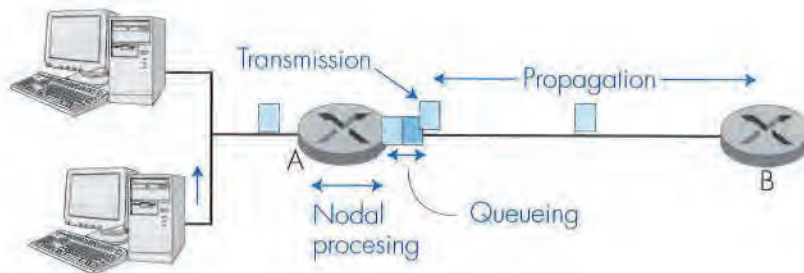 Transmission
Propagation
A
B
Nodal
procesing
Queueing